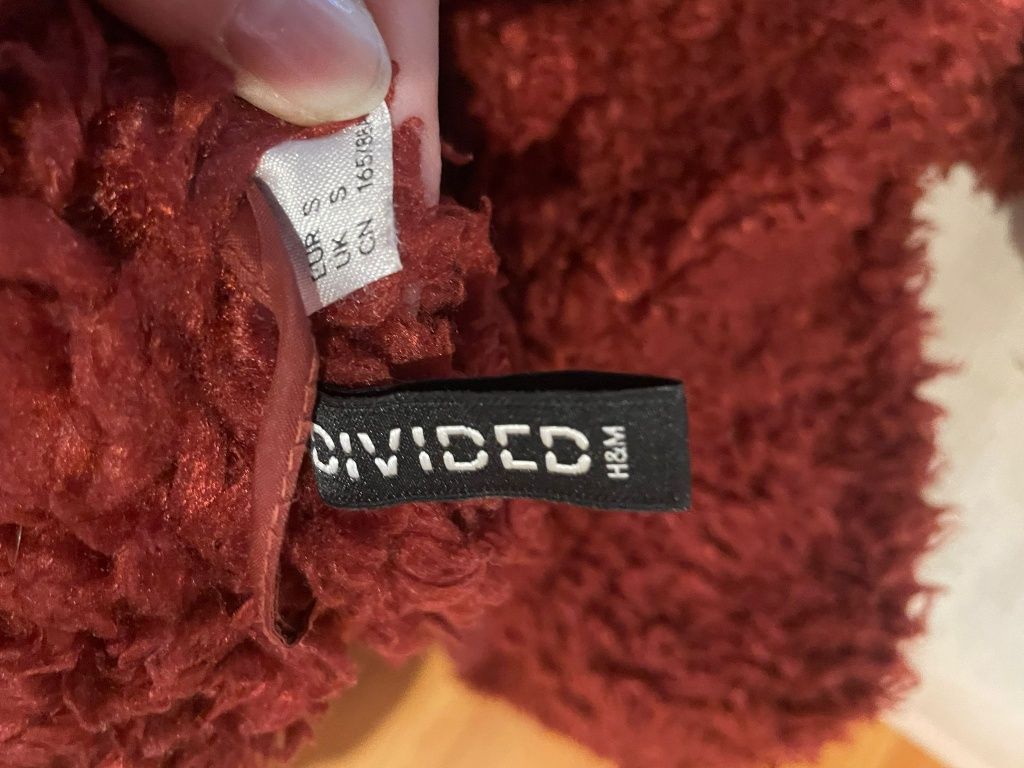 EUR S
UK S
CN 165/88
DIVIDED
H&M